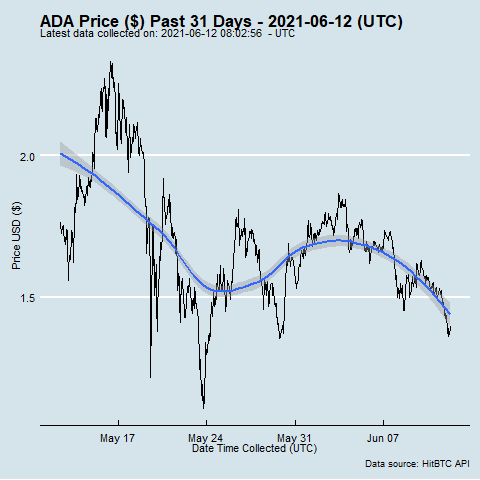 ADA Price ($) Past 31 Days - 2021-06-12 (UTC)
Latest data collected on: 2021-06-12 08:02:56  - UTC
2.0
1.5
Price USD ($)
May 17 May 24 May 31 Jun 07
Date Time Collected (UTC)
Data source: HitBTC API